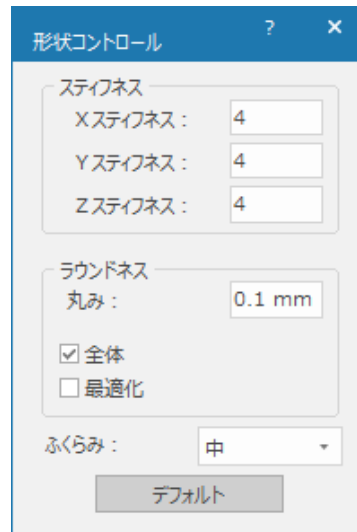 形状コントロール ? ×
スティフネス
Xスティフネス : 4
Yスティフネス : 4
Zスティフネス : 4
ラウンドネス
丸み : 0.1 mm
全体
最適化
ふくらみ : 中
デフォルト